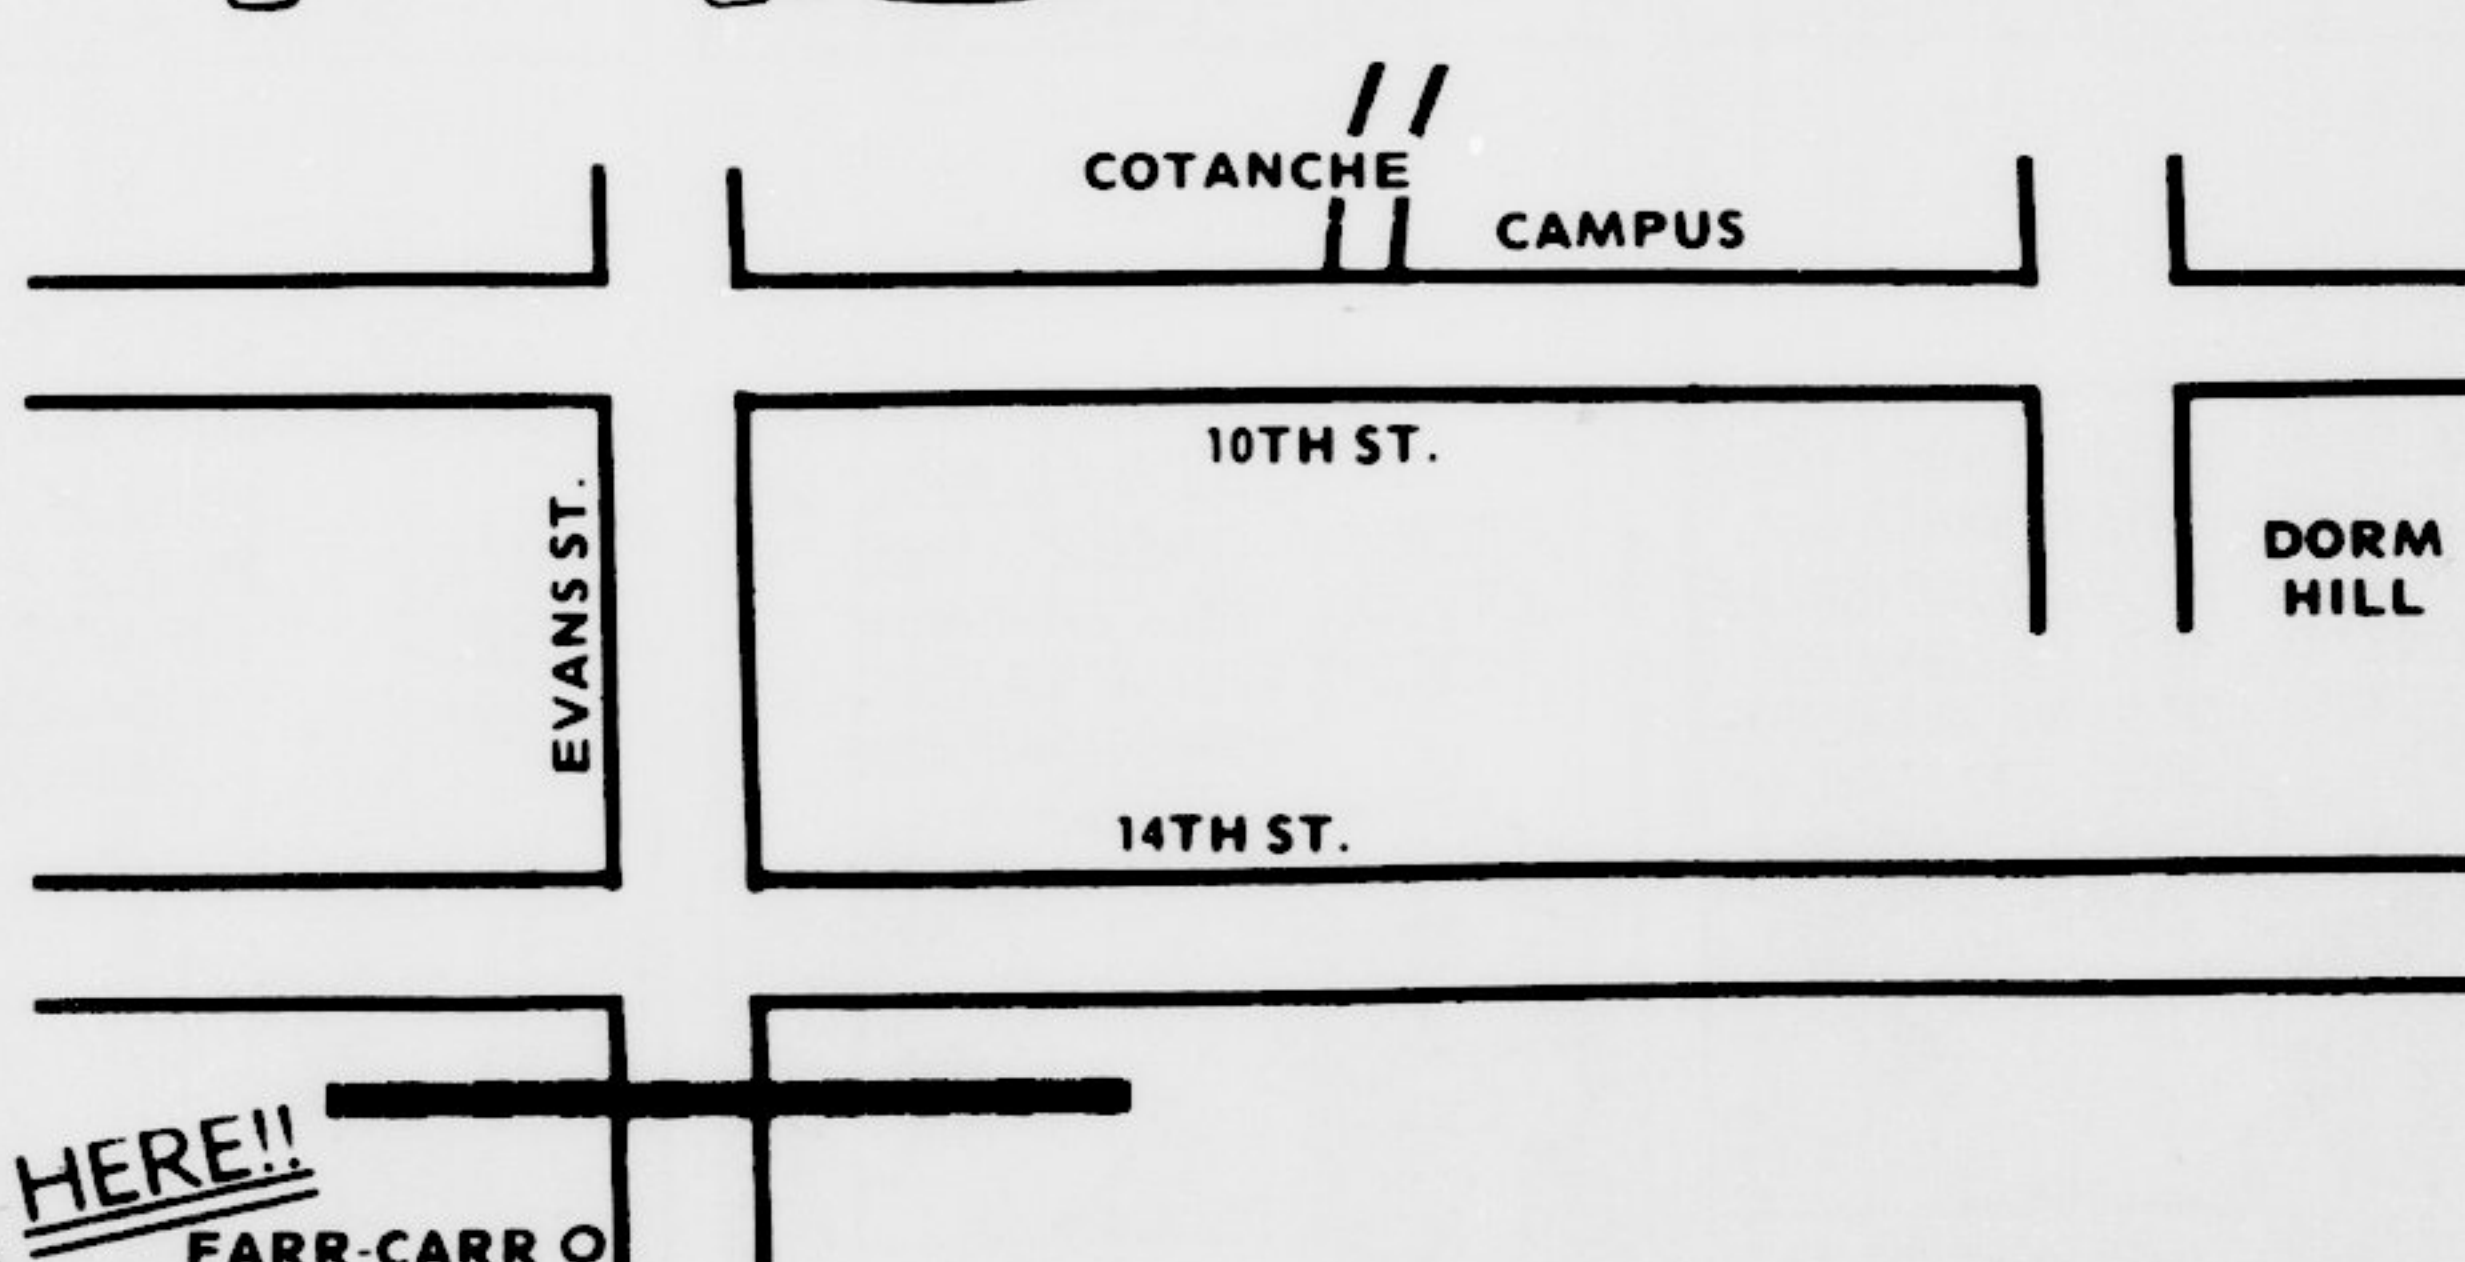 COTANCHE
CAMPUS
10TH ST.
EVANS ST.
DORM
HILL
14TH ST.
HERE!!
FARR-CARR O